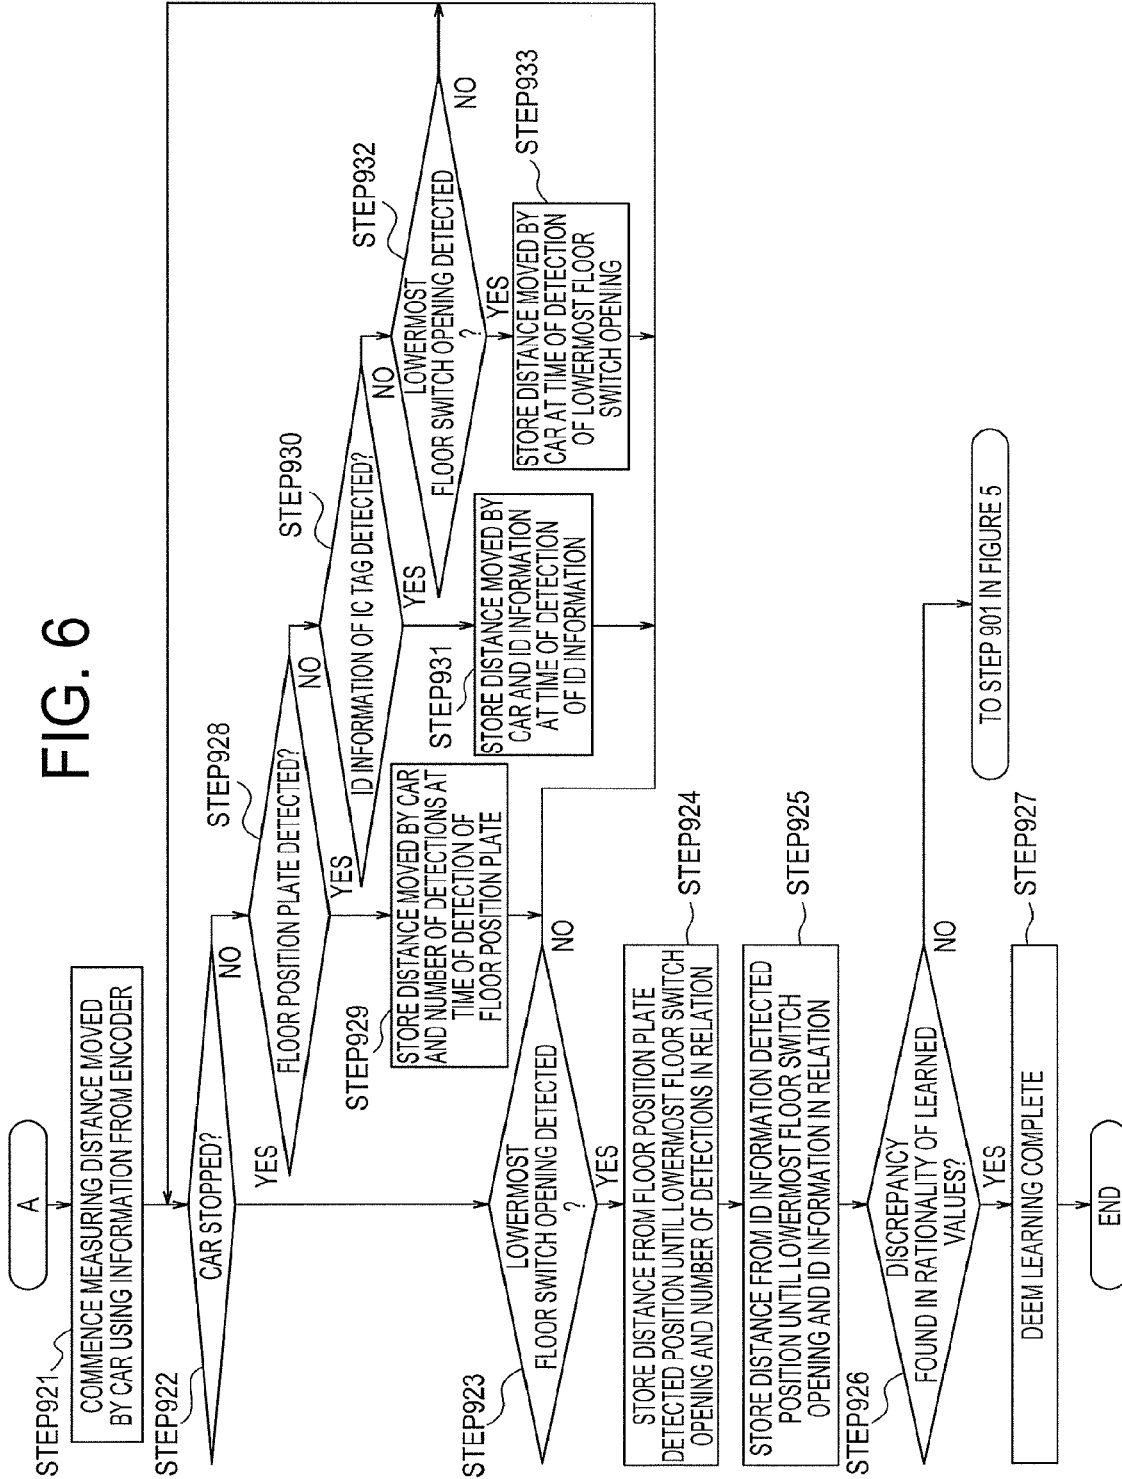 FIG. 6
A
STEP921
COMMENCE MEASURING DISTANCE MOVED
BY CAR USING INFORMATION FROM ENCODER
STEP922
CAR STOPPED?
NO
YES
STEP928
FLOOR POSITION PLATE DETECTED?
NO
YES
STEP929
STORE DISTANCE MOVED BY CAR
AND NUMBER OF DETECTIONS AT
TIME OF DETECTION OF
FLOOR POSITION PLATE
STEP930
ID INFORMATION OF IC TAG DETECTED?
NO
YES
STEP931
STORE DISTANCE MOVED BY
CAR AND ID INFORMATION
AT TIME OF DETECTION
OF ID INFORMATION
STEP932
LOWERMOST
FLOOR SWITCH OPENING DETECTED
?
NO
YES
STEP933
STORE DISTANCE MOVED BY
CAR AT TIME OF DETECTION
OF LOWERMOST FLOOR
SWITCH OPENING
STEP923
LOWERMOST
FLOOR SWITCH OPENING DETECTED
?
NO
YES
STEP924
STORE DISTANCE FROM FLOOR POSITION PLATE
DETECTED POSITION UNTIL LOWERMOST FLOOR SWITCH
OPENING AND NUMBER OF DETECTIONS IN RELATION
STEP925
STORE DISTANCE FROM ID INFORMATION DETECTED
POSITION UNTIL LOWERMOST FLOOR SWITCH
OPENING AND ID INFORMATION IN RELATION
STEP926
DISCREPANCY
FOUND IN RATIONALITY OF LEARNED
VALUES?
NO
YES
TO STEP 901 IN FIGURE 5
STEP927
DEEM LEARNING COMPLETE
END